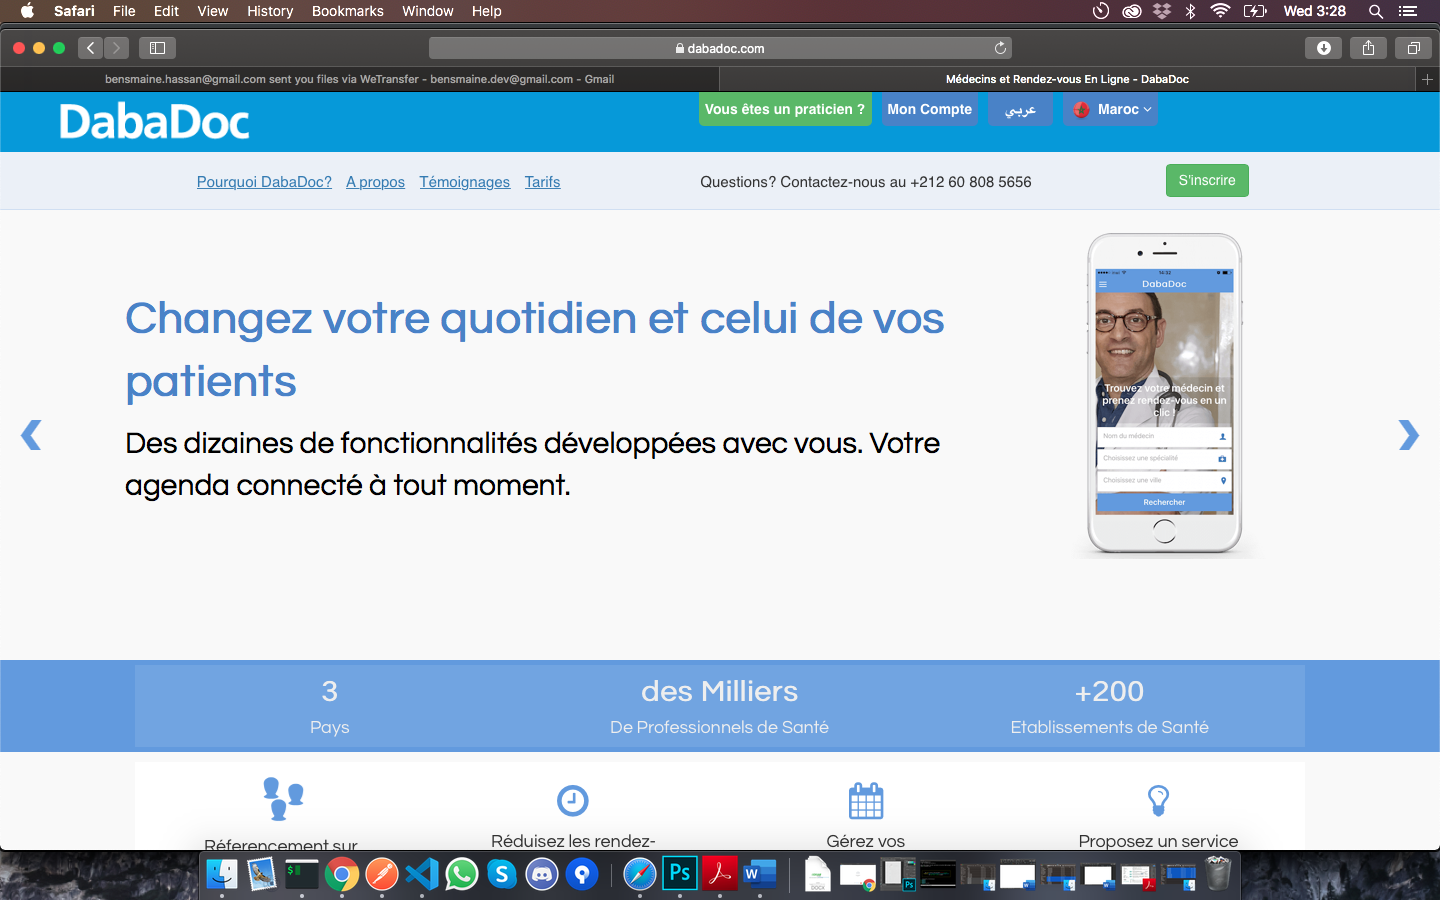 Safari File Edit View History Bookmarks Window Help Wed 3:28
dabadoc.com
bensmaine.hassan@gmail.com sent you files via WeTransfer - bensmaine.dev@gmail.com - Gmail
Médecins et Rendez-vous En Ligne - DabaDoc
DabaDoc
Vous êtes un praticien ? Mon Compte عربي Maroc
Pourquoi DabaDoc? A propos Témoignages Tarifs Questions? Contactez-nous au +212 60 808 5656 S'inscrire
Changez votre quotidien et celui de vos
patients
Des dizaines de fonctionnalités développées avec vous. Votre
agenda connecté à tout moment.
DabaDoc
Trouvez votre médecin et
prenez rendez-vous en un
clic !
Nom du médecin
Choisissez une spécialité
Choisissez une ville
Rechercher
3 des Milliers +200
Pays De Professionnels de Santé Etablissements de Santé
Réferencement sur Réduisez les rendez- Gérez vos Proposez un service
Ps W
DOCX